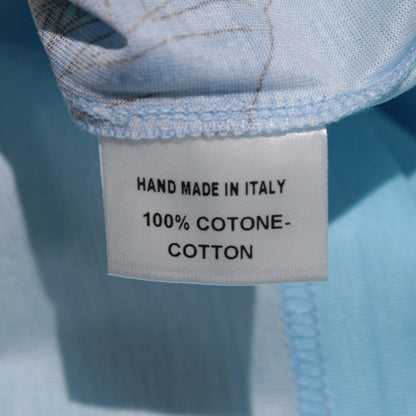 HAND MADE IN ITALY
100% COTONE-
COTTON